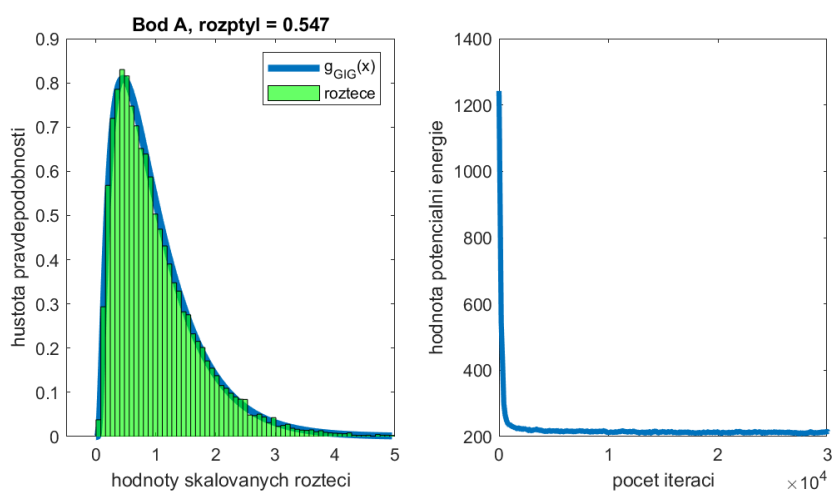 Bod A, rozptyl = 0.547
hustota pravdepodobnosti
0.9
0.8
0.7
0.6
0.5
0.4
0.3
0.2
0.1
0
g_GIG(x)
roztece
0 1 2 3 4 5
hodnoty skalovanych rozteci
hodnota potencialni energie
1400
1200
1000
800
600
400
200
0 1 2 3
×10^4
pocet iteraci